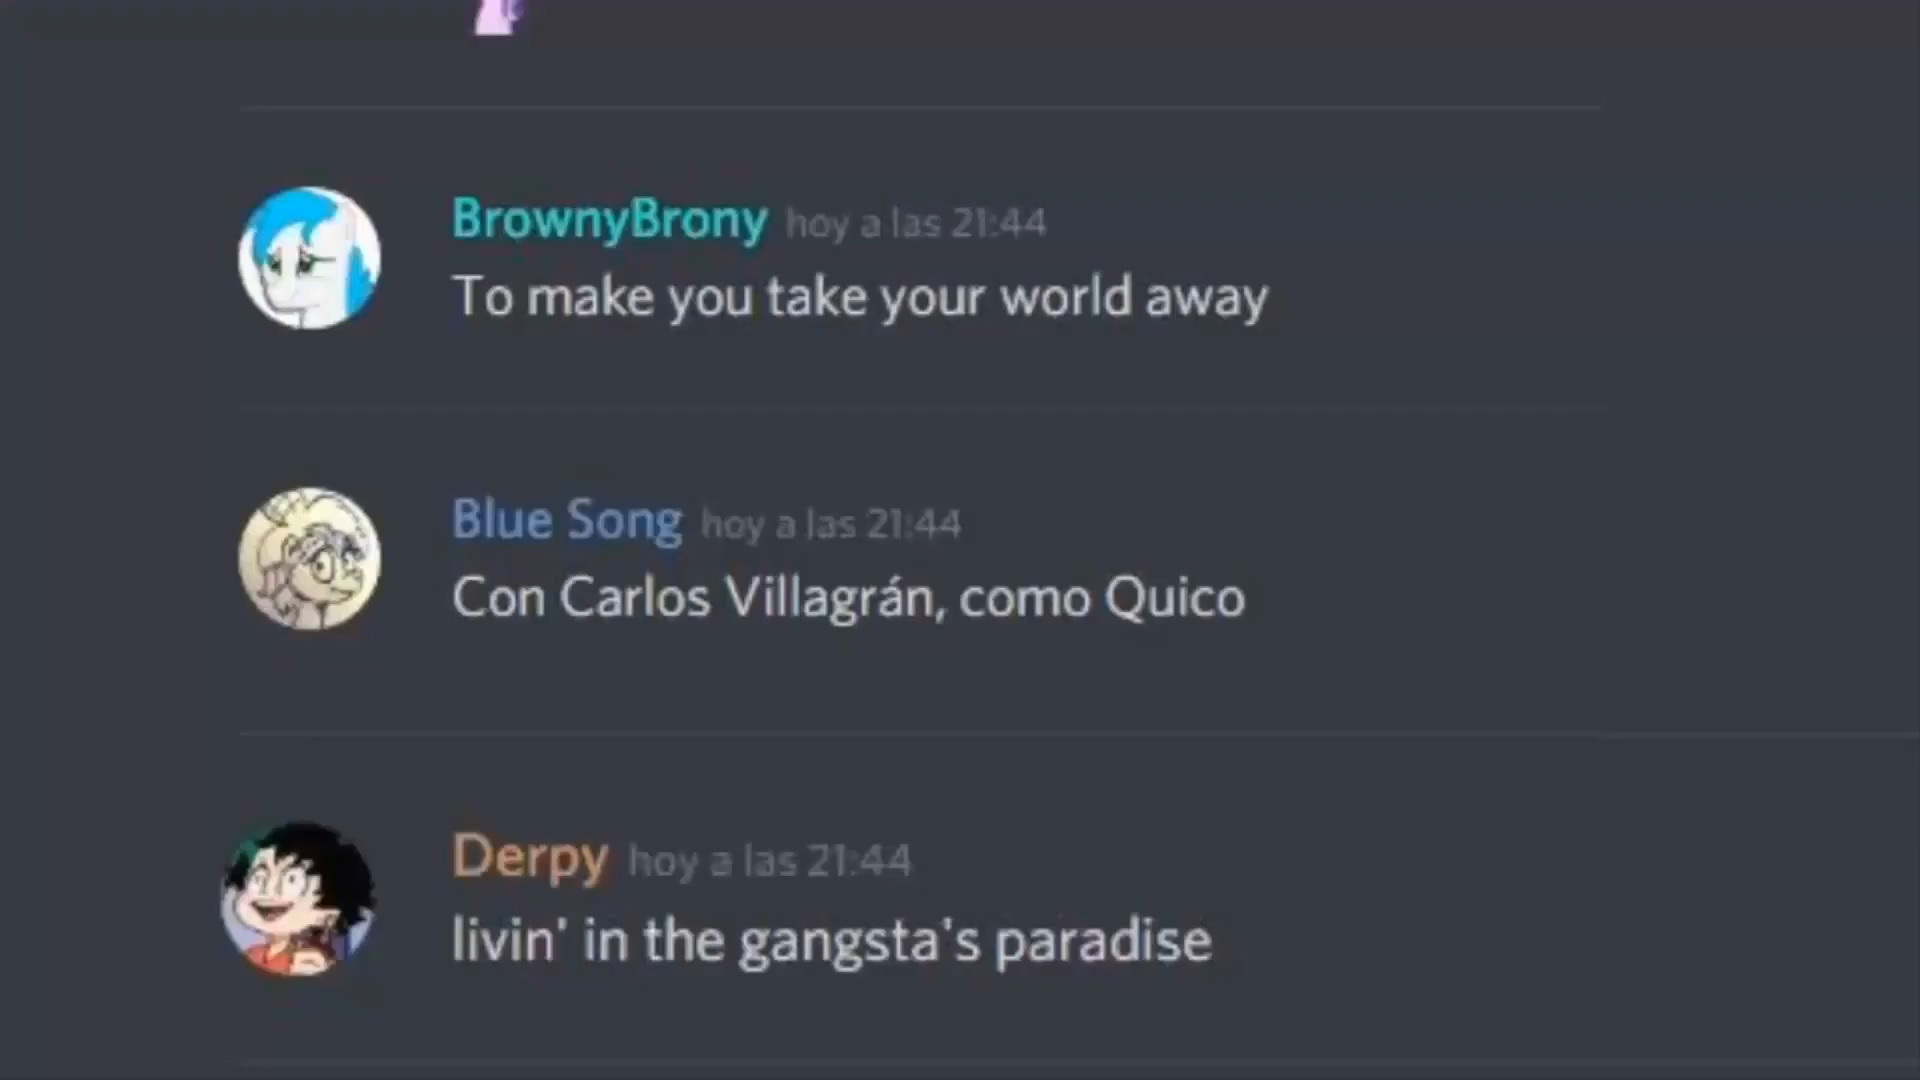 BrownyBrony hoy a las 21:44
To make you take your world away
Blue Song hoy a las 21:44
Con Carlos Villagrán, como Quico
Derpy hoy a las 21:44
livin' in the gangsta's paradise